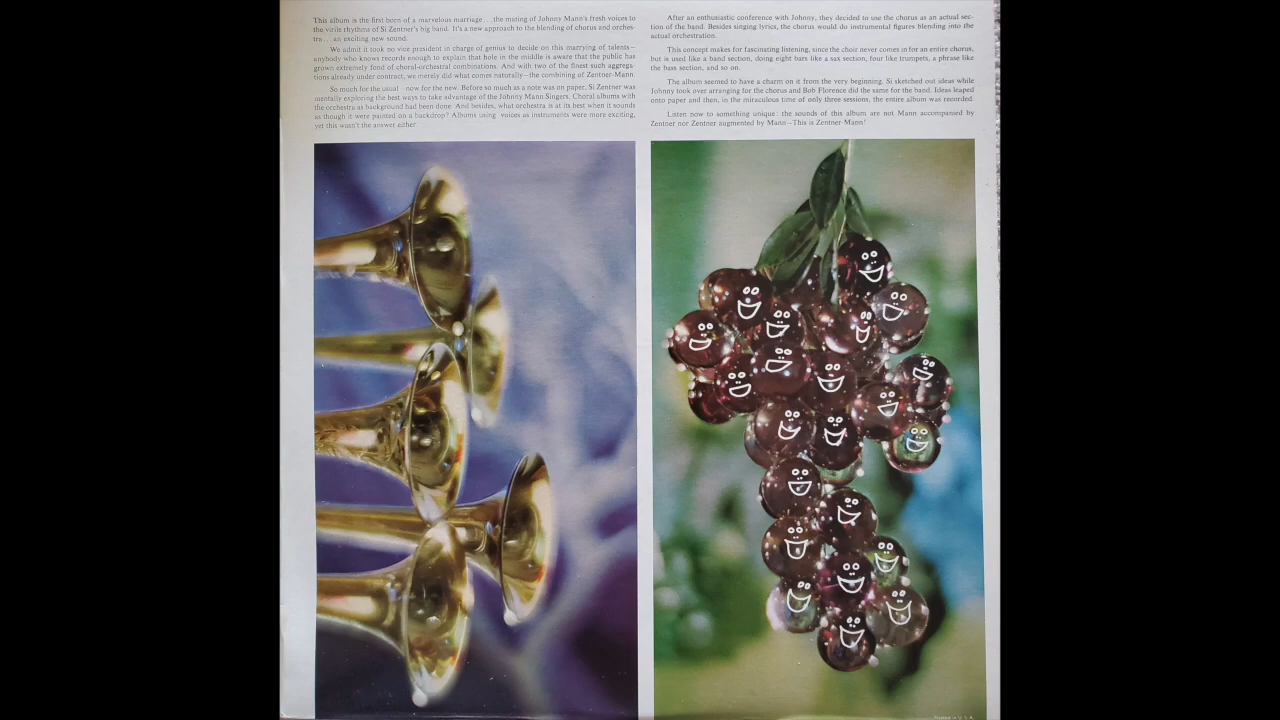 This album is the first born of a marvelous marriage . . . the mating of Johnny Mann's fresh voices to
the virile rhythms of Si Zentner's big band. It's a new approach to the blending of chorus and orches-
tra . . . an exciting new sound.
We admit it took no vice president in charge of genius to decide on this marrying of talents—
anybody who knows records enough to explain that hole in the middle is aware that the public has
grown extremely fond of choral-orchestral combinations. And with two of the finest such aggrega-
tions already under contract, we merely did what comes naturally—the combining of Zentner-Mann.
So much for the usual—now for the new. Before so much as a note was on paper, Si Zentner was
mentally exploring the best ways to take advantage of the Johnny Mann Singers. Choral albums with
the orchestra as background had been done. And besides, what orchestra is at its best when it sounds
as though it were painted on a backdrop? Albums using voices as instruments were more exciting,
yet this wasn't the answer either.
After an enthusiastic conference with Johnny, they decided to use the chorus as an actual sec-
tion of the band. Besides singing lyrics, the chorus would do instrumental figures blending into the
actual orchestration.
This concept makes for fascinating listening, since the choir never comes in for an entire chorus,
but is used like a band section, doing eight bars like a sax section, four like trumpets, a phrase like
the bass section, and so on.
The album seemed to have a charm on it from the very beginning. Si sketched out ideas while
Johnny took over arranging for the chorus and Bob Florence did the same for the band. Ideas leaped
onto paper and then, in the miraculous time of only three sessions, the entire album was recorded.
Listen now to something unique: the sounds of this album are not Mann accompanied by
Zentner nor Zentner augmented by Mann—This is Zentner-Mann!
Printed in U. S. A.